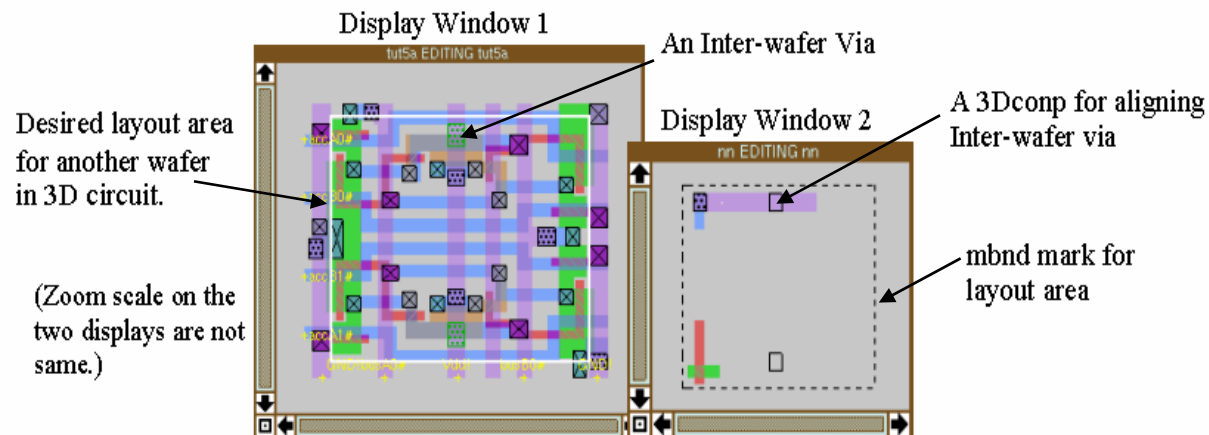 Display Window 1
tut5a EDITING tut5a
An Inter-wafer Via
Desired layout area
for another wafer
in 3D circuit.
(Zoom scale on the
two displays are not
same.)
Display Window 2
nn EDITING nn
A 3Dconp for aligning
Inter-wafer via
mbnd mark for
layout area